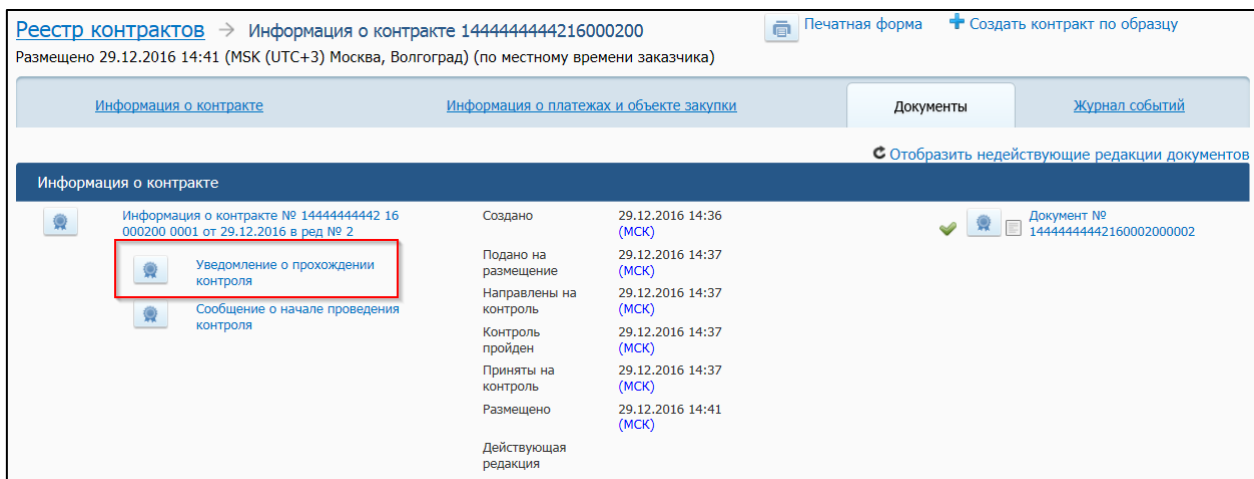 Реестр контрактов → Информация о контракте 1444444444216000200
Печатная форма
Создать контракт по образцу
Размещено 29.12.2016 14:41 (MSK (UTC+3) Москва, Волгоград) (по местному времени заказчика)
Информация о контракте
Информация о платежах и объекте закупки
Документы
Журнал событий
Отобразить недействующие редакции документов
Информация о контракте
Информация о контракте № 14444444442 16
000200 0001 от 29.12.2016 в ред № 2
Уведомление о прохождении
контроля
Сообщение о начале проведения
контроля
Создано
29.12.2016 14:36
(МСК)
Подано на
размещение
29.12.2016 14:37
(МСК)
Направлены на
контроль
29.12.2016 14:37
(МСК)
Контроль
пройден
29.12.2016 14:37
(МСК)
Приняты на
контроль
29.12.2016 14:37
(МСК)
Размещено
29.12.2016 14:41
(МСК)
Действующая
редакция
Документ №
14444444442160002000002